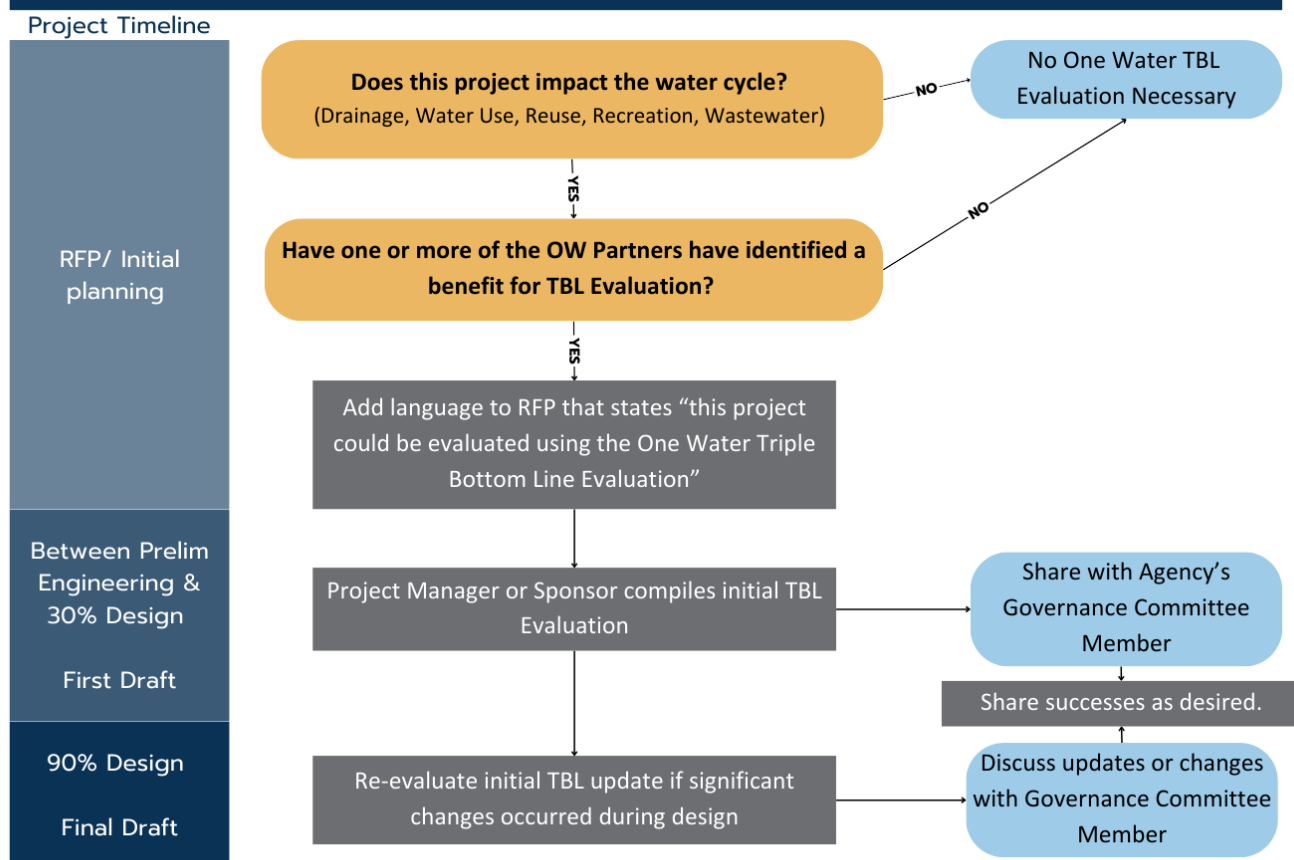 Project Timeline
Does this project impact the water cycle?
(Drainage, Water Use, Reuse, Recreation, Wastewater)
NO
No One Water TBL
Evaluation Necessary
YES
RFP/ Initial
planning
Have one or more of the OW Partners have identified a
benefit for TBL Evaluation?
NO
YES
Add language to RFP that states “this project
could be evaluated using the One Water Triple
Bottom Line Evaluation”
Between Prelim
Engineering &
30% Design
First Draft
Project Manager or Sponsor compiles initial TBL
Evaluation
Share with Agency’s
Governance Committee
Member
Share successes as desired.
90% Design
Final Draft
Re-evaluate initial TBL update if significant
changes occurred during design
Discuss updates or changes
with Governance Committee
Member